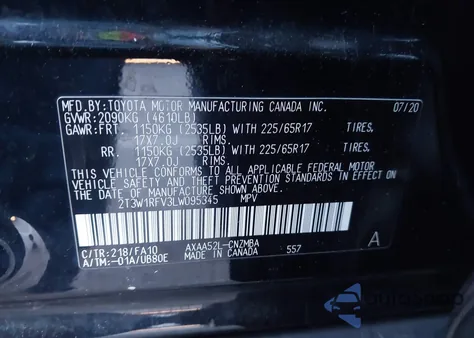 MFD.BY: TOYOTA MOTOR MANUFACTURING CANADA INC. 07/20
GVWR: 2090KG (4610LB)
GAWR: FRT. 1150KG (2535LB) WITH 225/65R17 TIRES.
17X7.0J RIMS.
RR. 1150KG (2535LB) WITH 225/65R17 TIRES.
17X7.0J RIMS.
THIS VEHICLE CONFORMS TO ALL APPLICABLE FEDERAL MOTOR
VEHICLE SAFETY AND THEFT PREVENTION STANDARDS IN EFFECT
ON THE DATE OF MANUFACTURE SHOWN ABOVE.
2T3W1RFV3LW095345 MPV
C/TR: 218/FA10 AXAA52L-CNZMBA A
A/TM: -01A/UB80E MADE IN CANADA 557